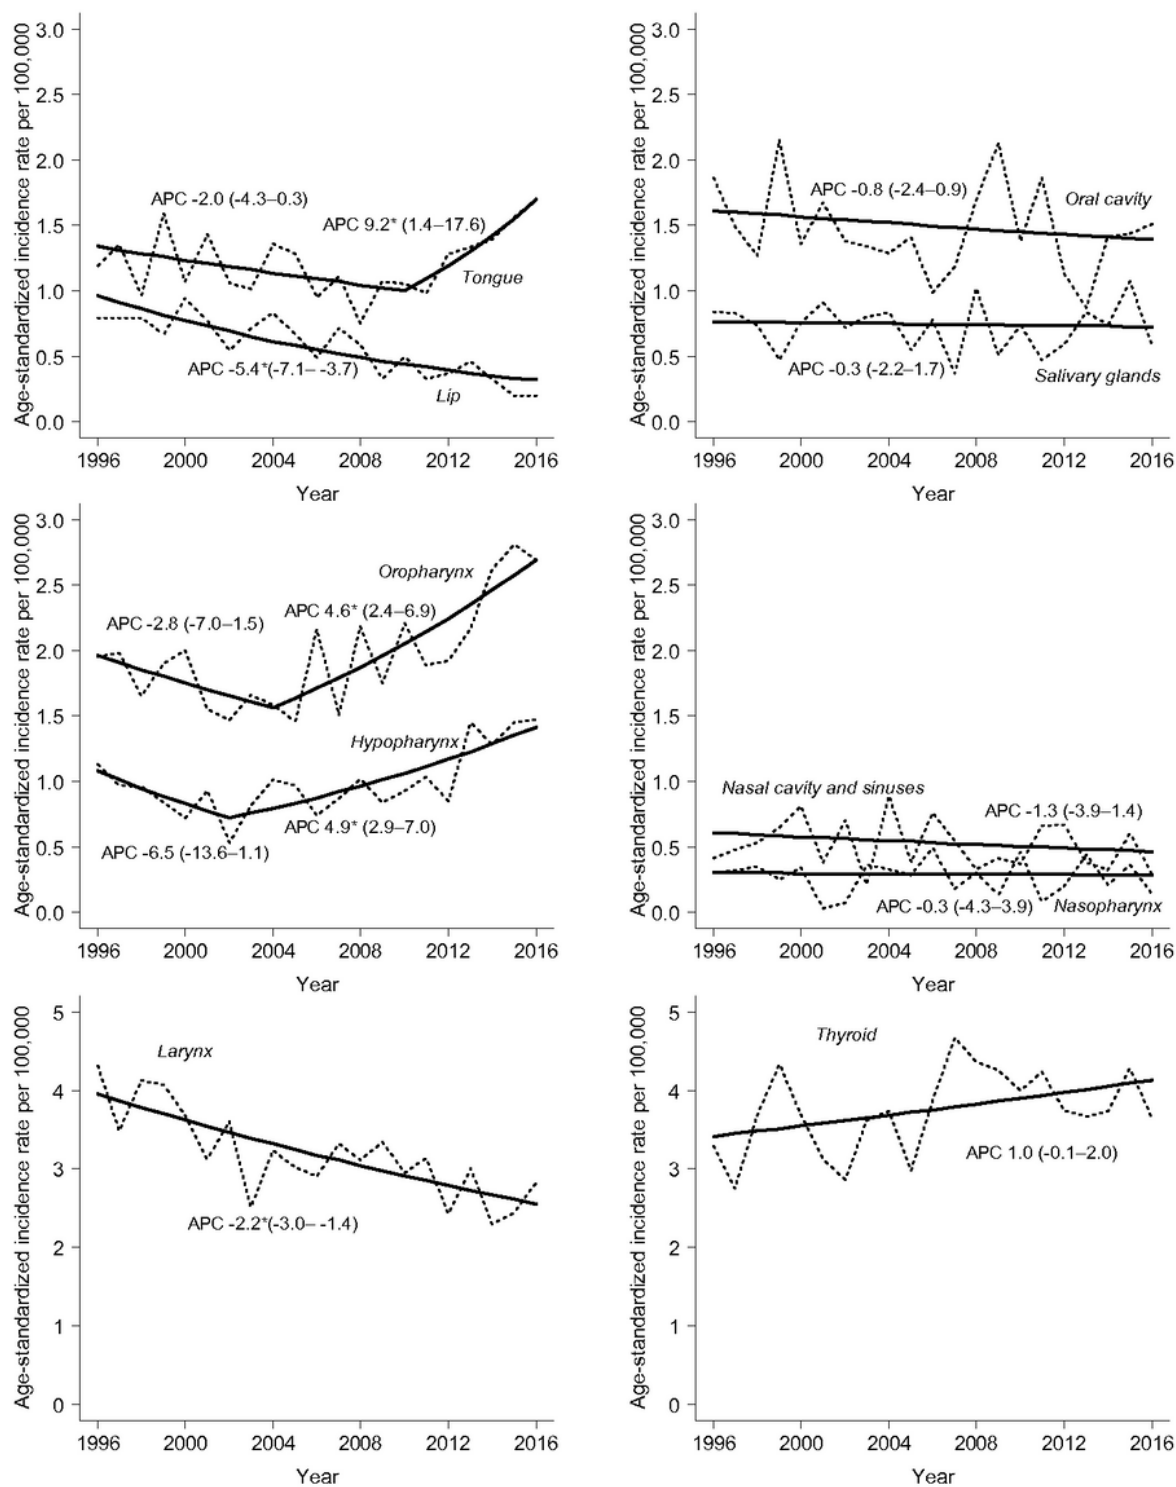 Age-standardized incidence rate per 100,000
3.0
2.5
2.0
1.5
1.0
0.5
0.0
APC -2.0 (-4.3–0.3)
APC 9.2* (1.4–17.6)
Tongue
APC -5.4*(-7.1– -3.7)
Lip
1996 2000 2004 2008 2012 2016
Year
Age-standardized incidence rate per 100,000
3.0
2.5
2.0
1.5
1.0
0.5
0.0
APC -0.8 (-2.4–0.9)
Oral cavity
APC -0.3 (-2.2–1.7)
Salivary glands
1996 2000 2004 2008 2012 2016
Year
Age-standardized incidence rate per 100,000
3.0
2.5
2.0
1.5
1.0
0.5
0.0
Oropharynx
APC -2.8 (-7.0–1.5)
APC 4.6* (2.4–6.9)
Hypopharynx
APC 4.9* (2.9–7.0)
APC -6.5 (-13.6–1.1)
1996 2000 2004 2008 2012 2016
Year
Age-standardized incidence rate per 100,000
3.0
2.5
2.0
1.5
1.0
0.5
0.0
Nasal cavity and sinuses
APC -1.3 (-3.9–1.4)
APC -0.3 (-4.3–3.9)
Nasopharynx
1996 2000 2004 2008 2012 2016
Year
Age-standardized incidence rate per 100,000
5
4
3
2
1
0
Larynx
APC -2.2*(-3.0– -1.4)
1996 2000 2004 2008 2012 2016
Year
Age-standardized incidence rate per 100,000
5
4
3
2
1
0
Thyroid
APC 1.0 (-0.1–2.0)
1996 2000 2004 2008 2012 2016
Year